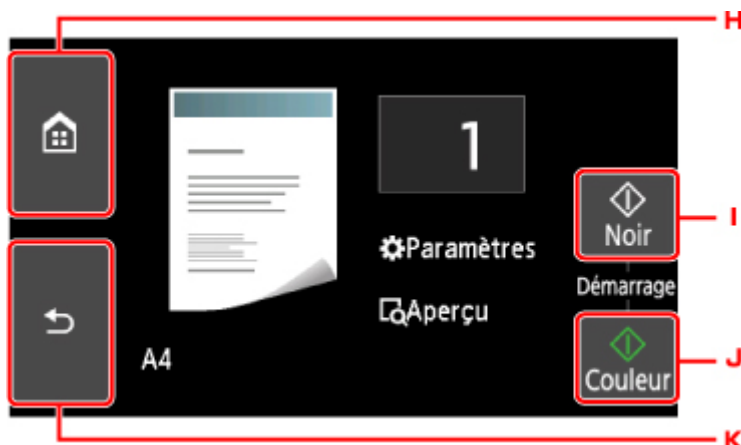 H
1
Noir
I
Paramètres
Démarrage
Aperçu
A4
Couleur
J
K